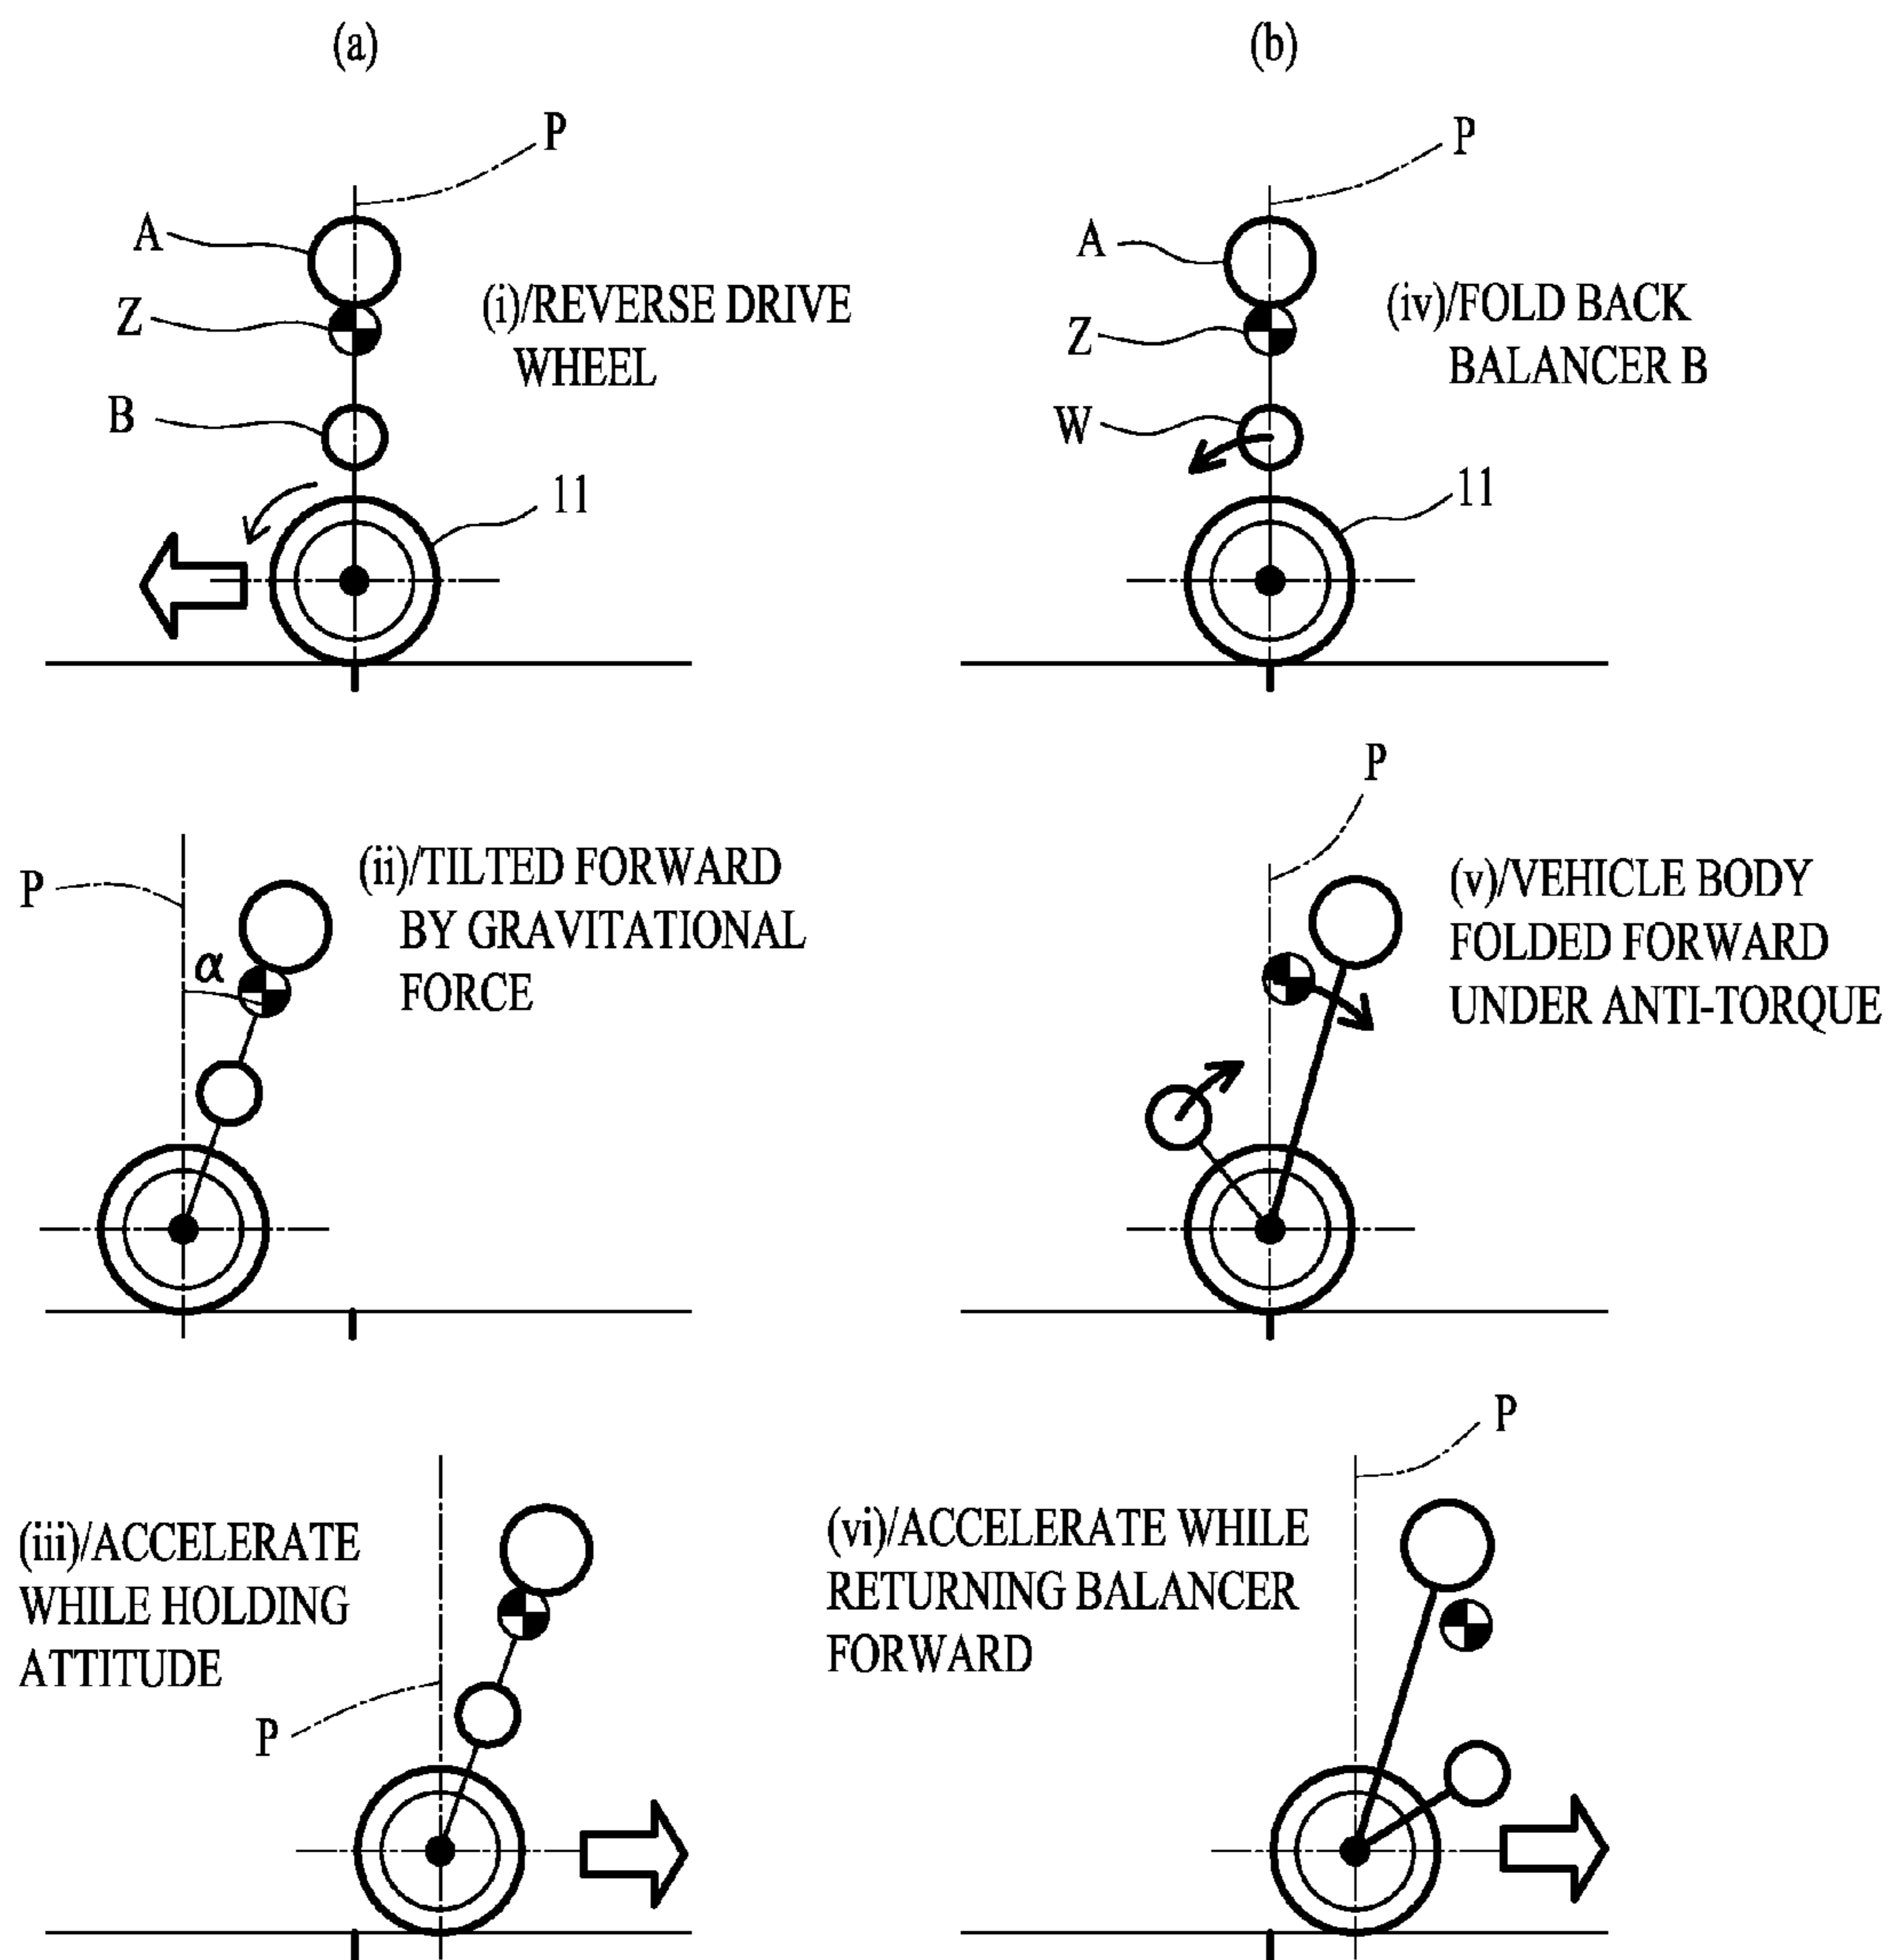 (a)
P
A
Z
(i)/REVERSE DRIVE
WHEEL
B
11
(b)
P
A
Z
(iv)/FOLD BACK
BALANCER B
W
11
P
(ii)/TILTED FORWARD
BY GRAVITATIONAL
FORCE
α
P
(v)/VEHICLE BODY
FOLDED FORWARD
UNDER ANTI-TORQUE
(iii)/ACCELERATE
WHILE HOLDING
ATTITUDE
P
P
(vi)/ACCELERATE WHILE
RETURNING BALANCER
FORWARD